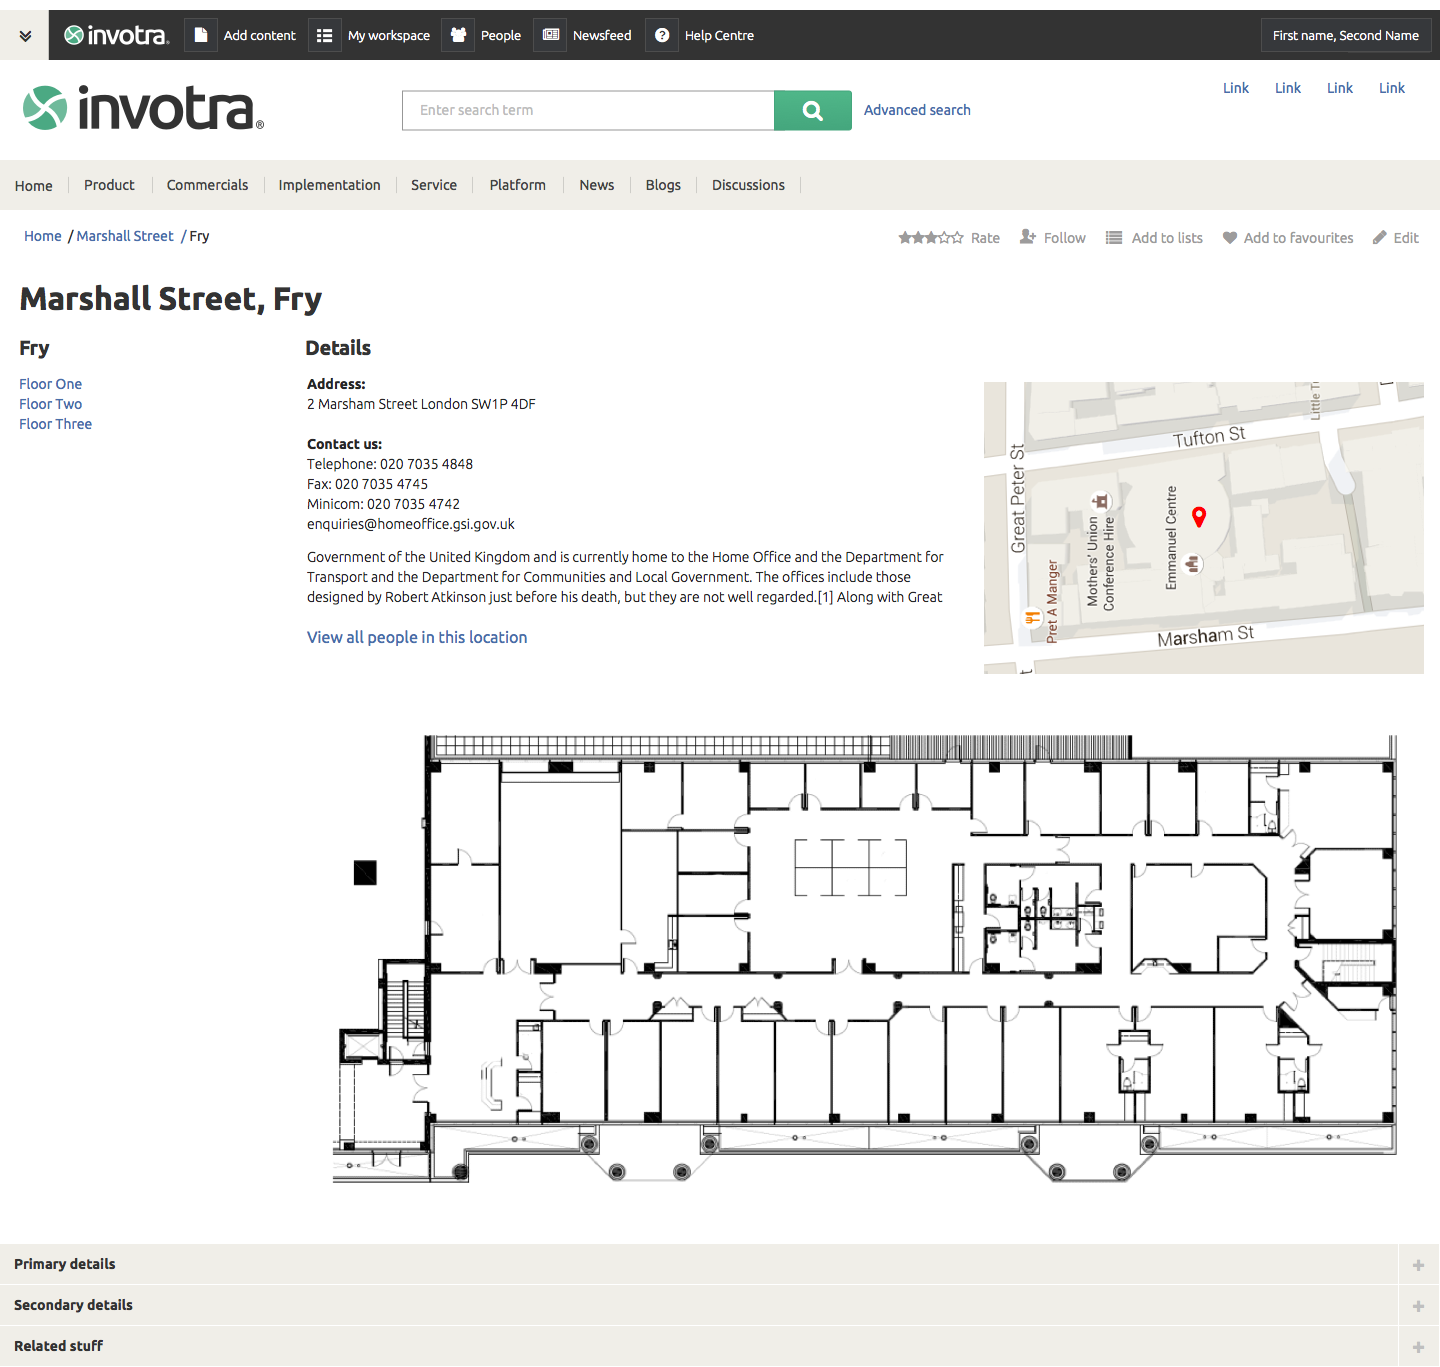 invotra® Add content My workspace People Newsfeed Help Centre First name, Second Name
invotra® Enter search term Advanced search Link Link Link Link
Home Product Commercials Implementation Service Platform News Blogs Discussions
Home / Marshall Street / Fry Rate Follow Add to lists Add to favourites Edit
Marshall Street, Fry
Fry
Floor One
Floor Two
Floor Three
Details
Address:
2 Marsham Street London SW1P 4DF
Contact us:
Telephone: 020 7035 4848
Fax: 020 7035 4745
Minicom: 020 7035 4742
enquiries@homeoffice.gsi.gov.uk
Government of the United Kingdom and is currently home to the Home Office and the Department for
Transport and the Department for Communities and Local Government. The offices include those
designed by Robert Atkinson just before his death, but they are not well regarded.[1] Along with Great
View all people in this location
Little
Tufton St
Great Peter St
Mothers' Union
Conference Hire
Emmanuel Centre
Pret A Manger
Marsham St
Primary details
Secondary details
Related stuff